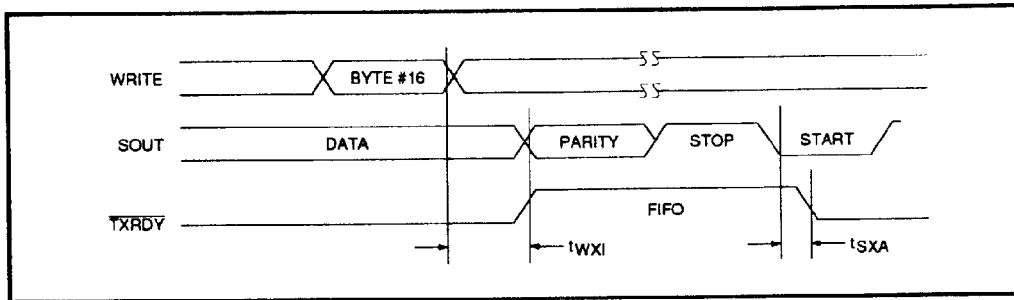 WRITE BYTE #16
SOUT DATA PARITY STOP START
TXRDY FIFO
tWXI tSXA